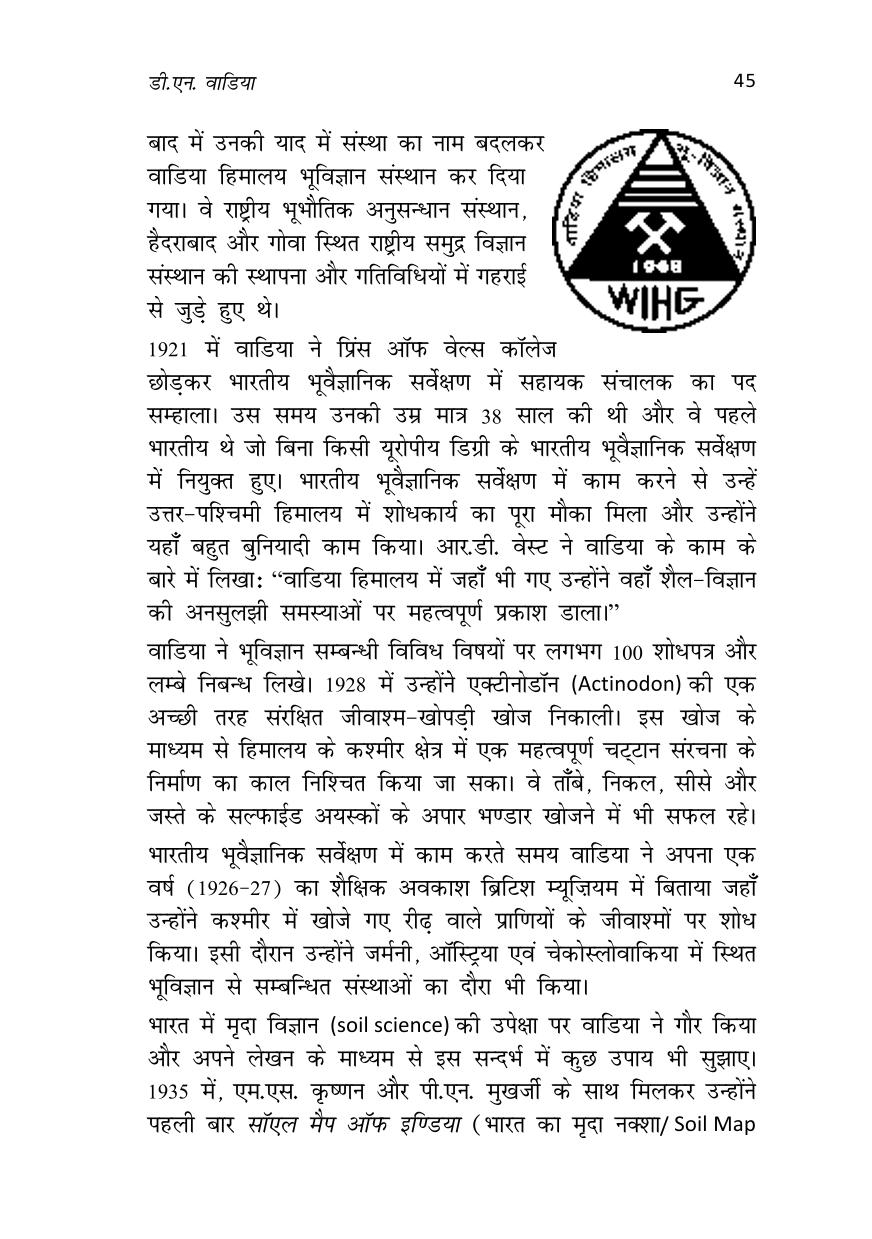 डी.एन. वाडिया
45
बाद में उनकी याद में संस्था का नाम बदलकर
वाडिया हिमालय भूविज्ञान संस्थान कर दिया
गया। वे राष्ट्रीय भूभौतिक अनुसन्धान संस्थान,
हैदराबाद और गोवा स्थित राष्ट्रीय समुद्र विज्ञान
संस्थान की स्थापना और गतिविधियों में गहराई
से जुड़े हुए थे।
वाडिया हिमालय भू-विज्ञान संस्थान
1968
WIHG
1921 में वाडिया ने प्रिंस ऑफ वेल्स कॉलेज
छोड़कर भारतीय भूवैज्ञानिक सर्वेक्षण में सहायक संचालक का पद
सम्हाला। उस समय उनकी उम्र मात्र 38 साल की थी और वे पहले
भारतीय थे जो बिना किसी यूरोपीय डिग्री के भारतीय भूवैज्ञानिक सर्वेक्षण
में नियुक्त हुए। भारतीय भूवैज्ञानिक सर्वेक्षण में काम करने से उन्हें
उत्तर-पश्चिमी हिमालय में शोधकार्य का पूरा मौका मिला और उन्होंने
यहाँ बहुत बुनियादी काम किया। आर.डी. वेस्ट ने वाडिया के काम के
बारे में लिखा: “वाडिया हिमालय में जहाँ भी गए उन्होंने वहाँ शैल-विज्ञान
की अनसुलझी समस्याओं पर महत्वपूर्ण प्रकाश डाला।”
वाडिया ने भूविज्ञान सम्बन्धी विविध विषयों पर लगभग 100 शोधपत्र और
लम्बे निबन्ध लिखे। 1928 में उन्होंने एक्टीनोडॉन (Actinodon) की एक
अच्छी तरह संरक्षित जीवाश्म-खोपड़ी खोज निकाली। इस खोज के
माध्यम से हिमालय के कश्मीर क्षेत्र में एक महत्वपूर्ण चट्टान संरचना के
निर्माण का काल निश्चित किया जा सका। वे ताँबे, निकल, सीसे और
जस्ते के सल्फाईड अयस्कों के अपार भण्डार खोजने में भी सफल रहे।
भारतीय भूवैज्ञानिक सर्वेक्षण में काम करते समय वाडिया ने अपना एक
वर्ष (1926-27) का शैक्षिक अवकाश ब्रिटिश म्यूज़ियम में बिताया जहाँ
उन्होंने कश्मीर में खोजे गए रीढ़ वाले प्राणियों के जीवाश्मों पर शोध
किया। इसी दौरान उन्होंने जर्मनी, ऑस्ट्रिया एवं चेकोस्लोवाकिया में स्थित
भूविज्ञान से सम्बन्धित संस्थाओं का दौरा भी किया।
भारत में मृदा विज्ञान (soil science) की उपेक्षा पर वाडिया ने गौर किया
और अपने लेखन के माध्यम से इस सन्दर्भ में कुछ उपाय भी सुझाए।
1935 में, एम.एस. कृष्णन और पी.एन. मुखर्जी के साथ मिलकर उन्होंने
पहली बार सॉएल मैप ऑफ इण्डिया (भारत का मृदा नक्शा/ Soil Map